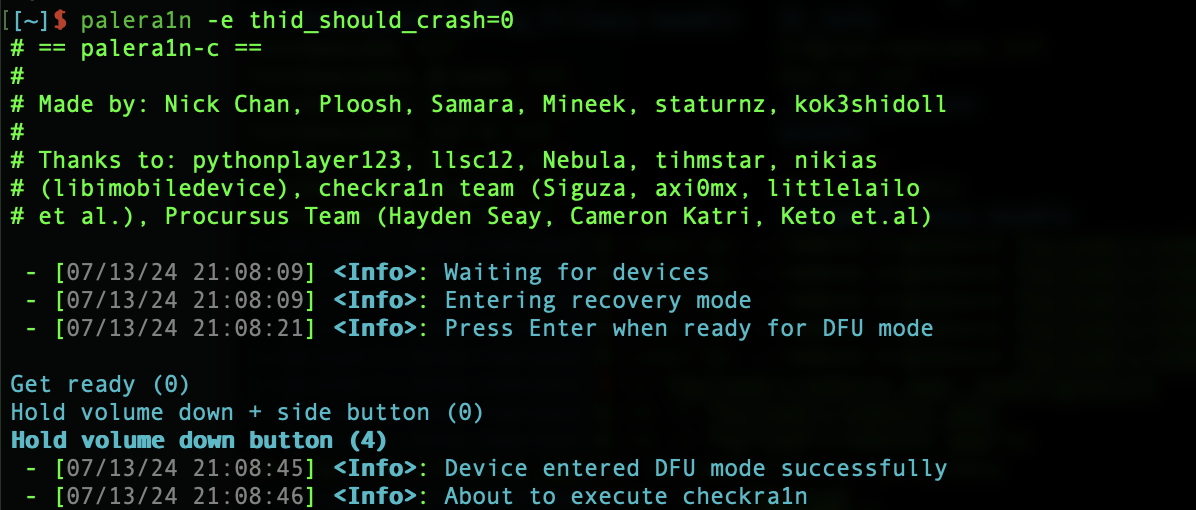 [[~]$ palera1n -e thid_should_crash=0
# == palera1n-c ==
#
# Made by: Nick Chan, Ploosh, Samara, Mineek, staturnz, kok3shidoll
#
# Thanks to: pythonplayer123, llsc12, Nebula, tihmstar, nikias
# (libimobiledevice), checkra1n team (Siguza, axi0mx, littlelailo
# et al.), Procursus Team (Hayden Seay, Cameron Katri, Keto et.al)
- [07/13/24 21:08:09] <Info>: Waiting for devices
- [07/13/24 21:08:09] <Info>: Entering recovery mode
- [07/13/24 21:08:21] <Info>: Press Enter when ready for DFU mode
Get ready (0)
Hold volume down + side button (0)
Hold volume down button (4)
- [07/13/24 21:08:45] <Info>: Device entered DFU mode successfully
- [07/13/24 21:08:46] <Info>: About to execute checkra1n